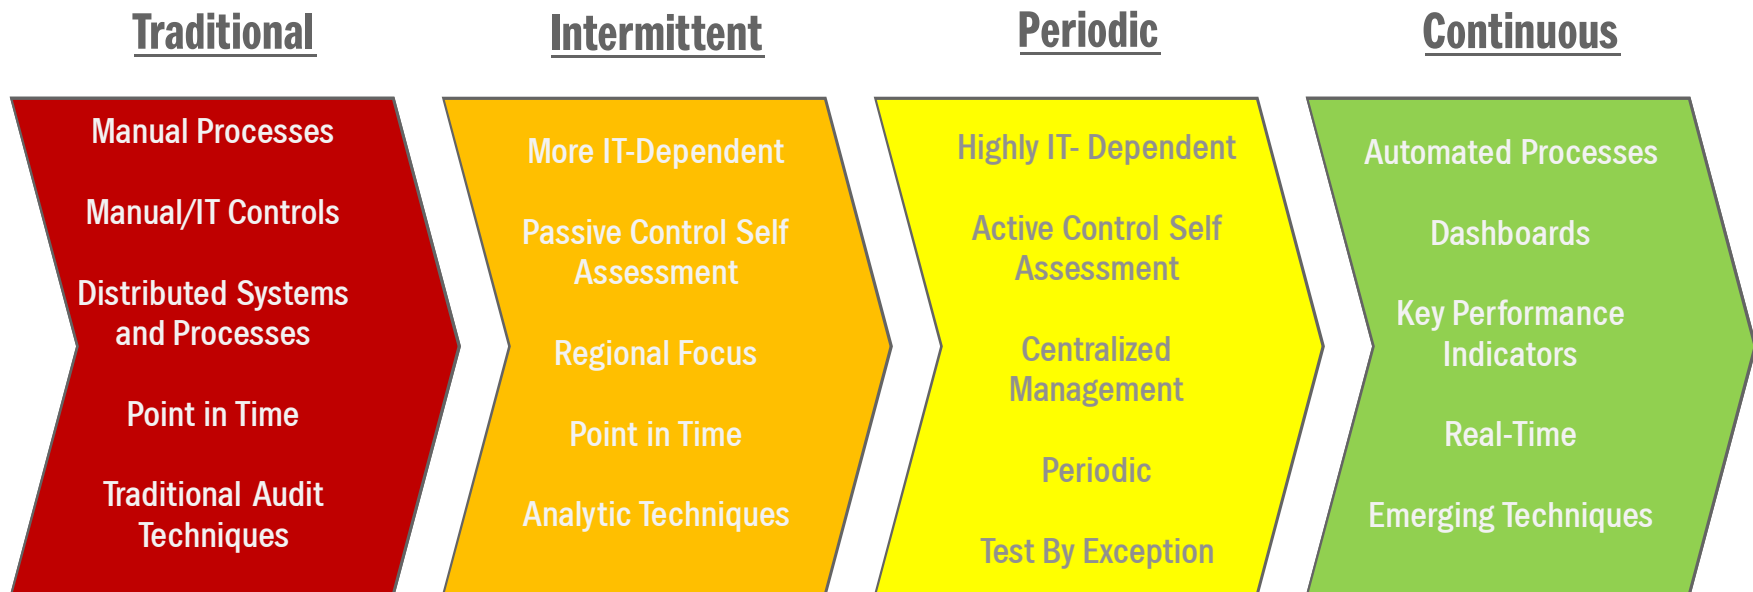 Traditional
Intermittent
Periodic
Continuous
Manual Processes
Manual/IT Controls
Distributed Systems
and Processes
Point in Time
Traditional Audit
Techniques
More IT-Dependent
Passive Control Self
Assessment
Regional Focus
Point in Time
Analytic Techniques
Highly IT- Dependent
Active Control Self
Assessment
Centralized
Management
Periodic
Test By Exception
Automated Processes
Dashboards
Key Performance
Indicators
Real-Time
Emerging Techniques